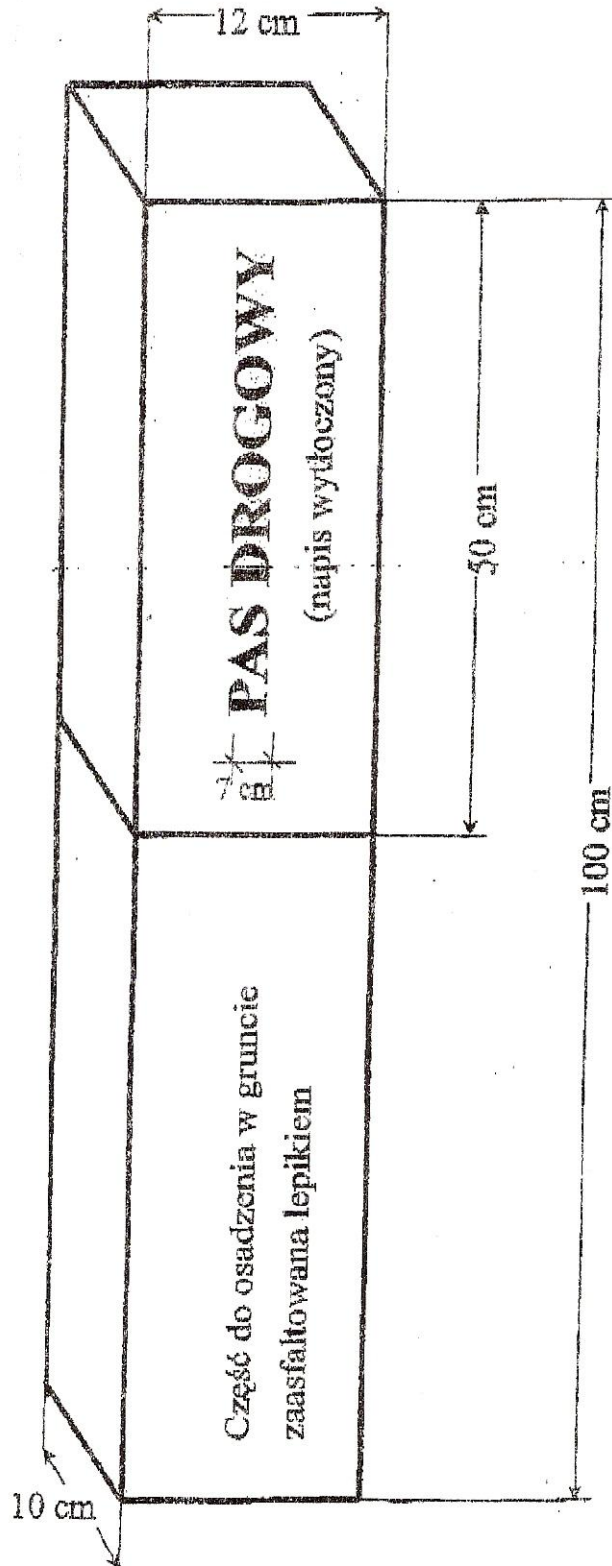 12 cm
PAS DROGOWY
(napis wytłoczony)
50 cm
100 cm
Część do osadzenia w gruncie
zaasfaltowana lepikiem
10 cm